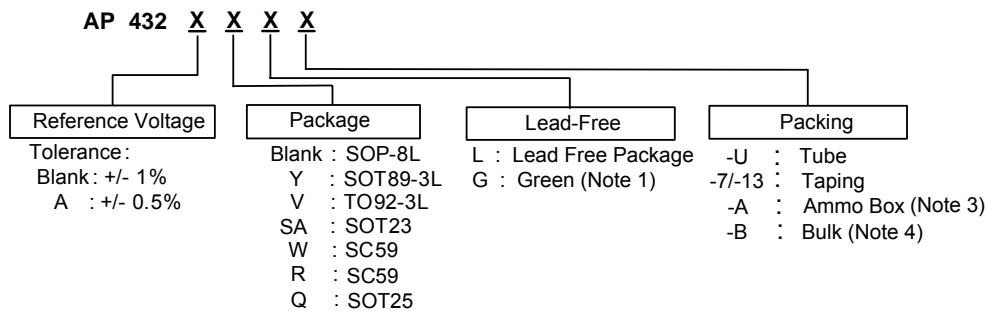 AP 432 X X X X
Reference Voltage
Tolerance:
Blank: +/- 1%
A : +/- 0.5%
Package
Blank : SOP-8L
Y : SOT89-3L
V : TO92-3L
SA : SOT23
W : SC59
R : SC59
Q : SOT25
Lead-Free
L : Lead Free Package
G : Green (Note 1)
Packing
-U : Tube
-7/-13 : Taping
-A : Ammo Box (Note 3)
-B : Bulk (Note 4)